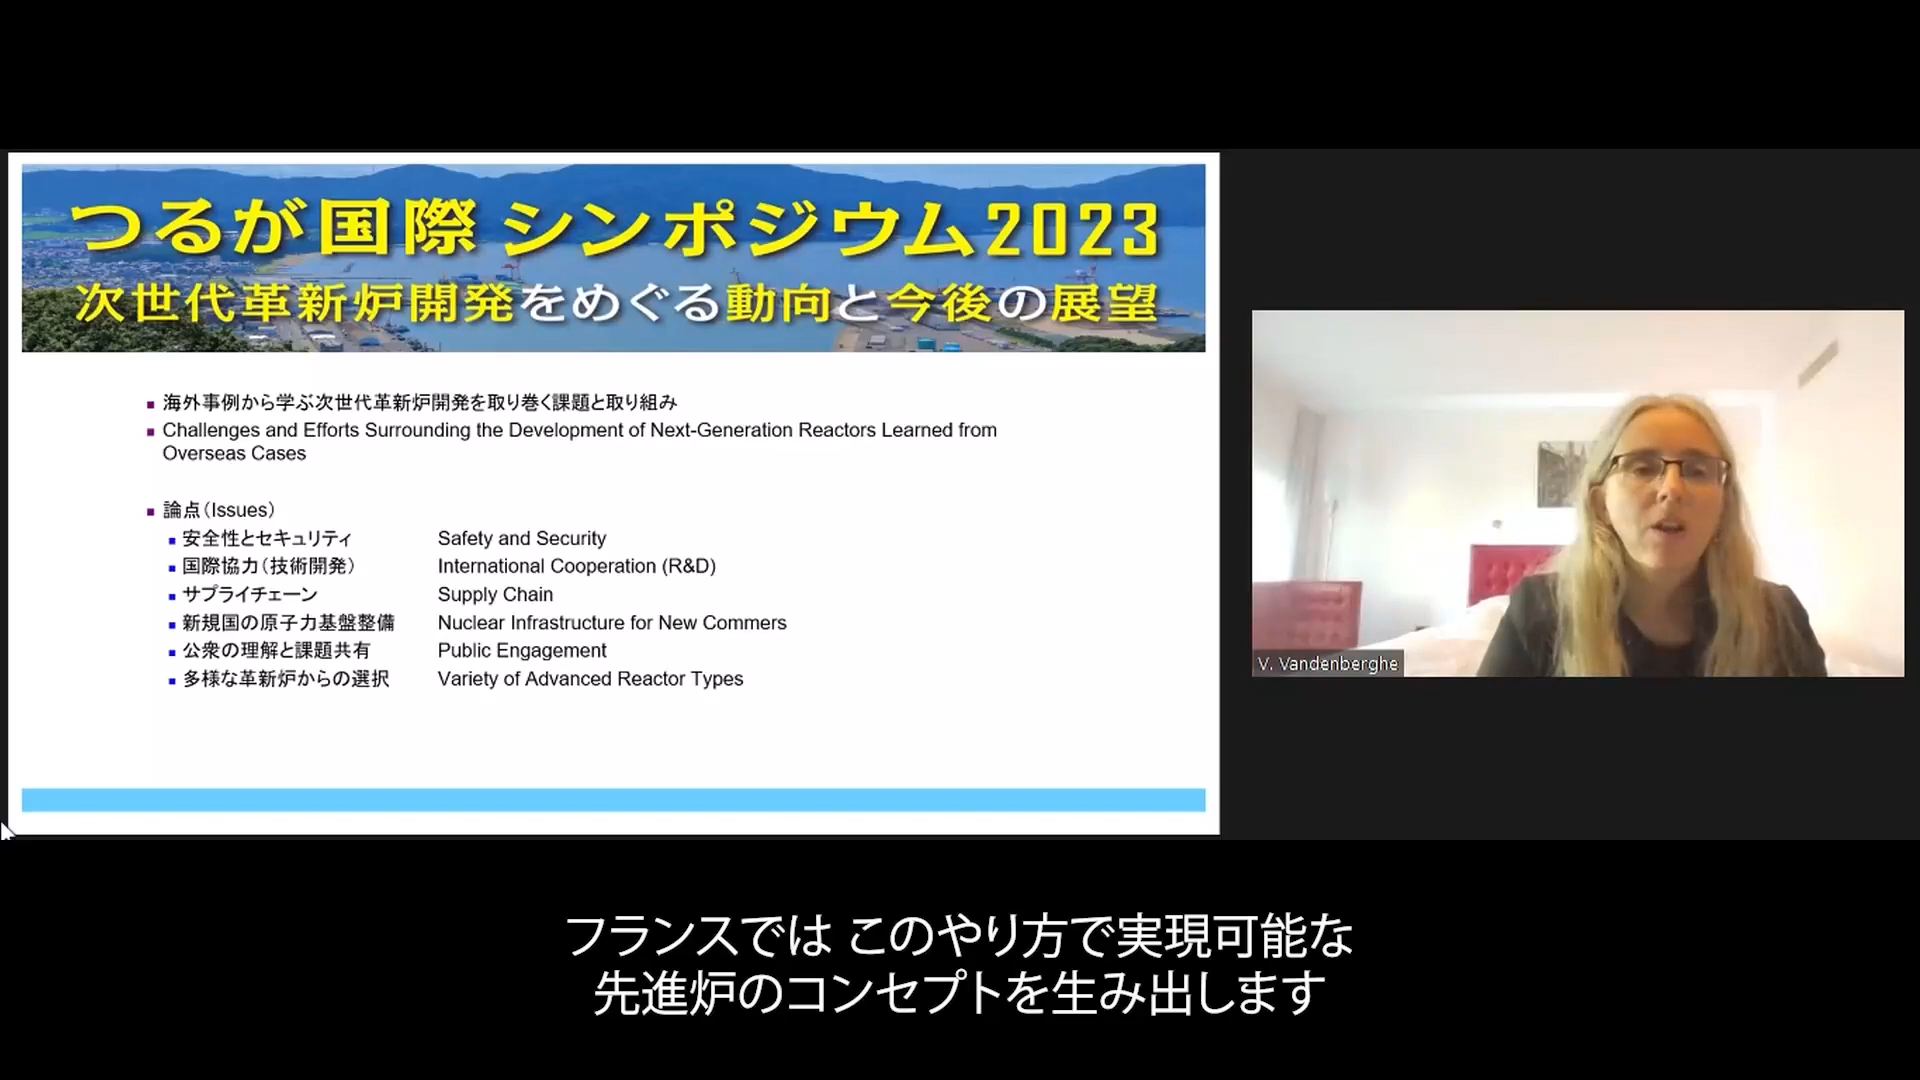 つるが国際シンポジウム2023
次世代革新炉開発をめぐる動向と今後の展望
海外事例から学ぶ次世代革新炉開発を取り巻く課題と取り組み
Challenges and Efforts Surrounding the Development of Next-Generation Reactors Learned from
Overseas Cases
論点（Issues）
安全性とセキュリティ Safety and Security
国際協力（技術開発） International Cooperation (R&D)
サプライチェーン Supply Chain
新規国の原子力基盤整備 Nuclear Infrastructure for New Commers
公衆の理解と課題共有 Public Engagement
多様な革新炉からの選択 Variety of Advanced Reactor Types
V. Vandenberghe
フランスでは このやり方で実現可能な
先進炉のコンセプトを生み出します